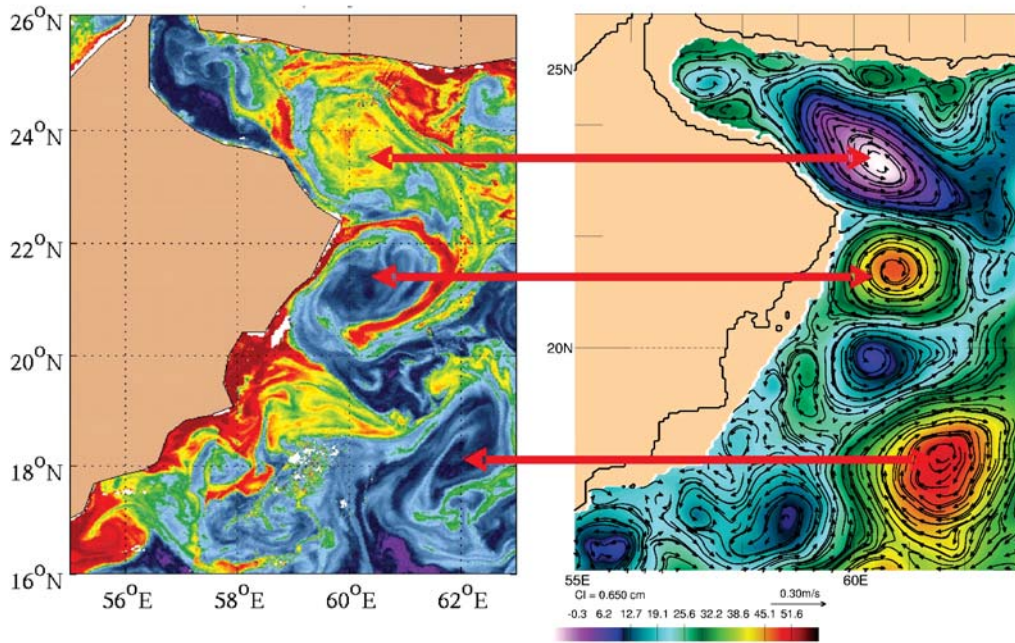 26°N
24°N
22°N
20°N
18°N
16°N
56°E 58°E 60°E 62°E
25N
20N
55E 60E
CI = 0.650 cm 0.30m/s
-0.3 6.2 12.7 19.1 25.6 32.2 38.6 45.1 51.6